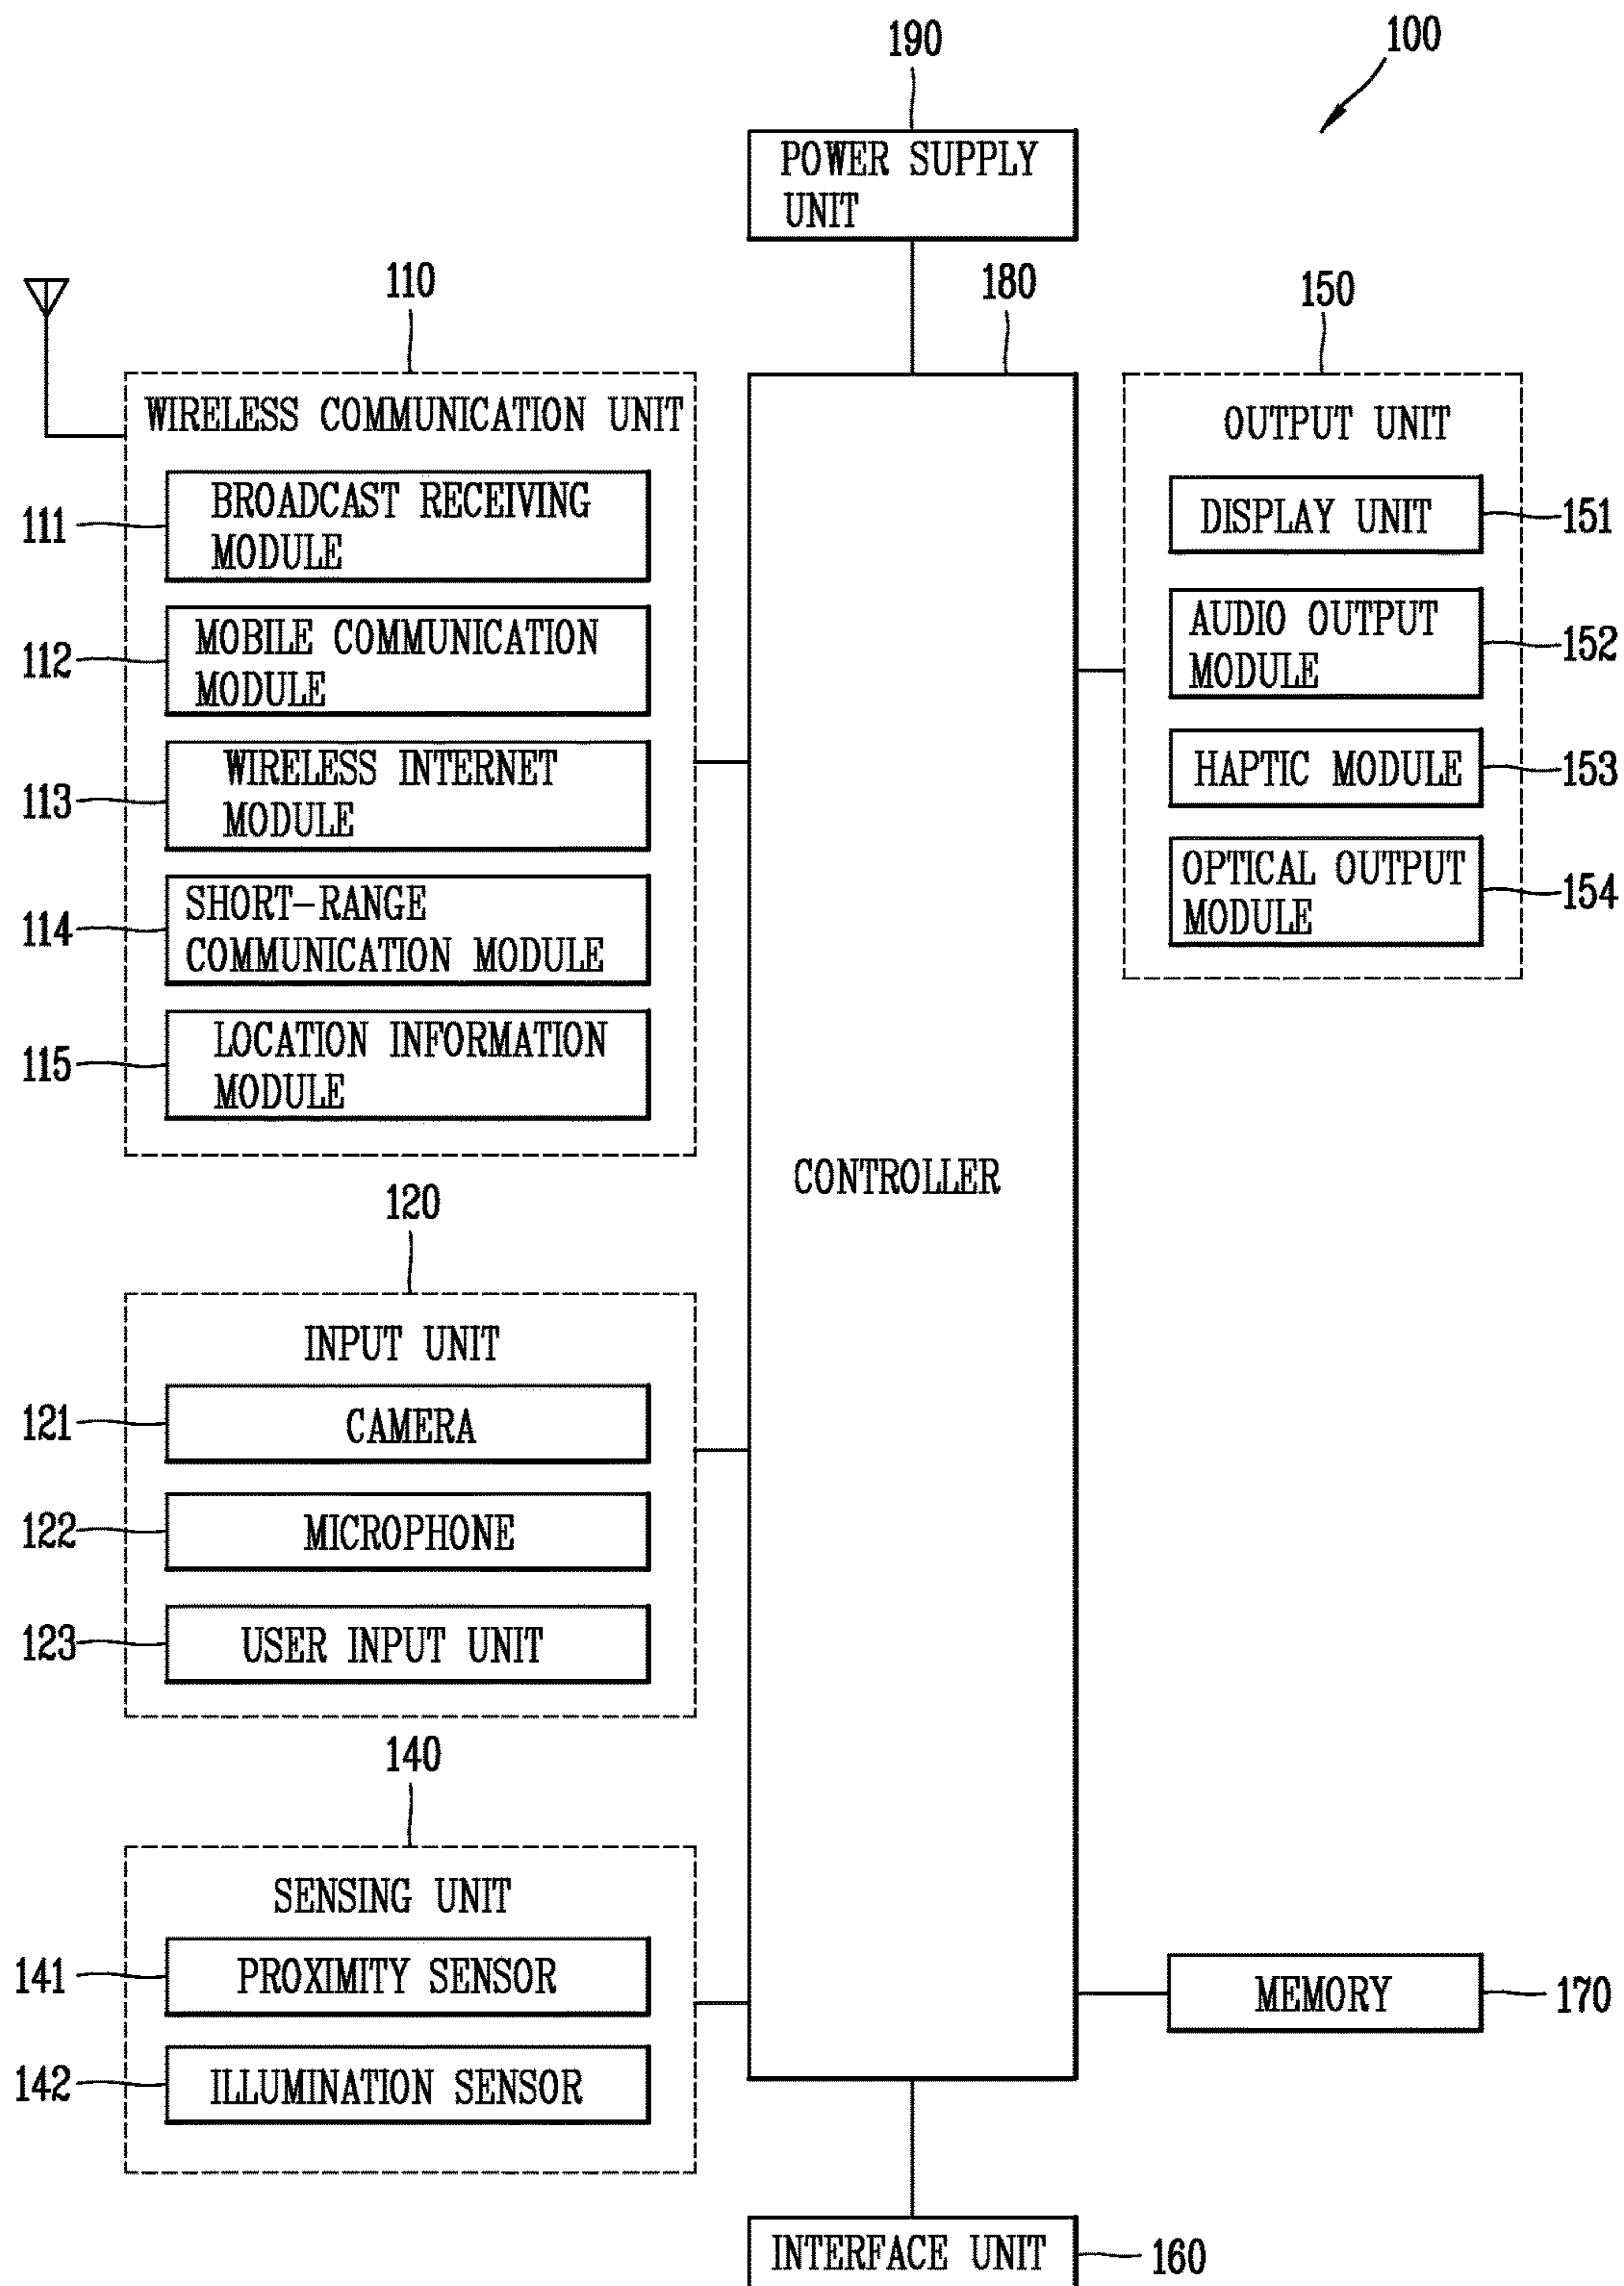 190
100
POWER SUPPLY
UNIT
110
180
150
WIRELESS COMMUNICATION UNIT
111
BROADCAST RECEIVING
MODULE
112
MOBILE COMMUNICATION
MODULE
113
WIRELESS INTERNET
MODULE
114
SHORT-RANGE
COMMUNICATION MODULE
115
LOCATION INFORMATION
MODULE
OUTPUT UNIT
DISPLAY UNIT
151
AUDIO OUTPUT
MODULE
152
HAPTIC MODULE
153
OPTICAL OUTPUT
MODULE
154
CONTROLLER
120
INPUT UNIT
121
CAMERA
122
MICROPHONE
123
USER INPUT UNIT
140
SENSING UNIT
141
PROXIMITY SENSOR
142
ILLUMINATION SENSOR
MEMORY
170
INTERFACE UNIT
160